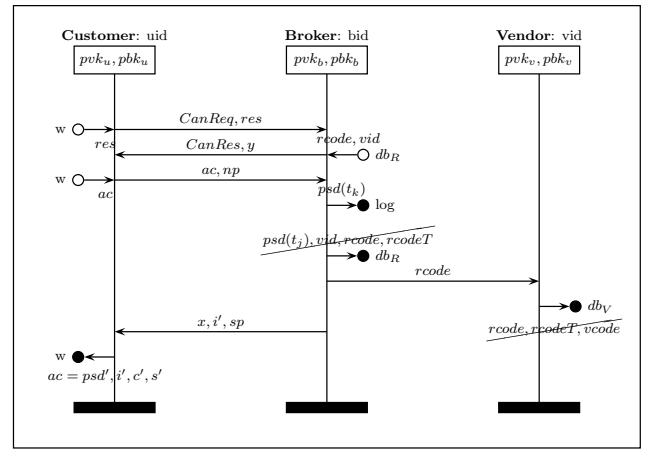 Customer: uid Broker: bid Vendor: vid
pvk_u, pbk_u pvk_b, pbk_b pvk_v, pbk_v
w CanReq, res
res CanRes, y rcode, vid db_R
w ac, np
ac psd(t_k)
log
psd(t_j), vid, rcode, rcodeT
db_R
rcode
db_V
x, i′, sp rcode, rcodeT, vcode
w
ac = psd′, i′, c′, s′